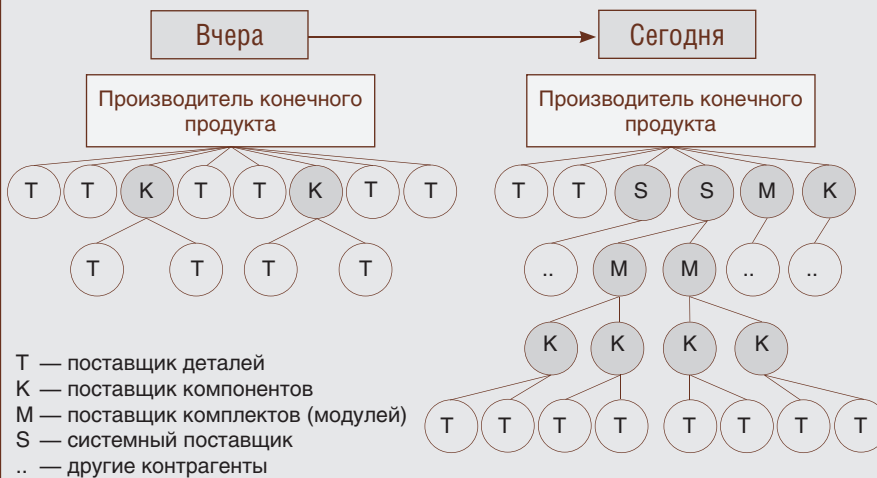 Вчера
Сегодня
Производитель конечного
продукта
Производитель конечного
продукта
Т Т К Т Т К Т Т
Т Т S S М К
Т Т Т Т
.. М М .. ..
К К К К
Т Т Т Т Т Т Т Т
Т — поставщик деталей
К — поставщик компонентов
М — поставщик комплектов (модулей)
S — системный поставщик
.. — другие контрагенты